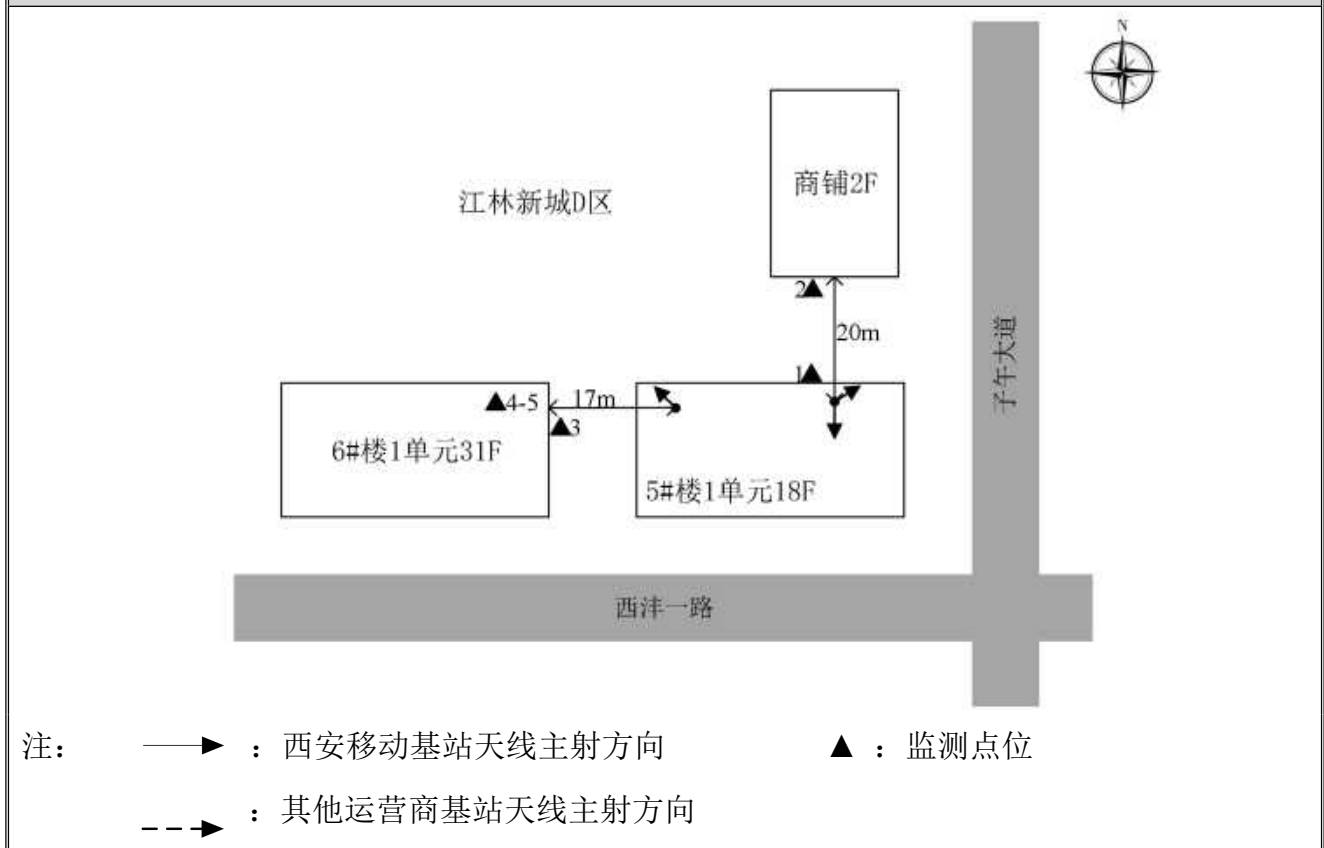 N
商铺2F
江林新城D区
2▲
20m
子午大道
1▲
▲4-5
17m
▲3
6#楼1单元31F
5#楼1单元18F
西沣一路
注：
：西安移动基站天线主射方向
▲：监测点位
：其他运营商基站天线主射方向